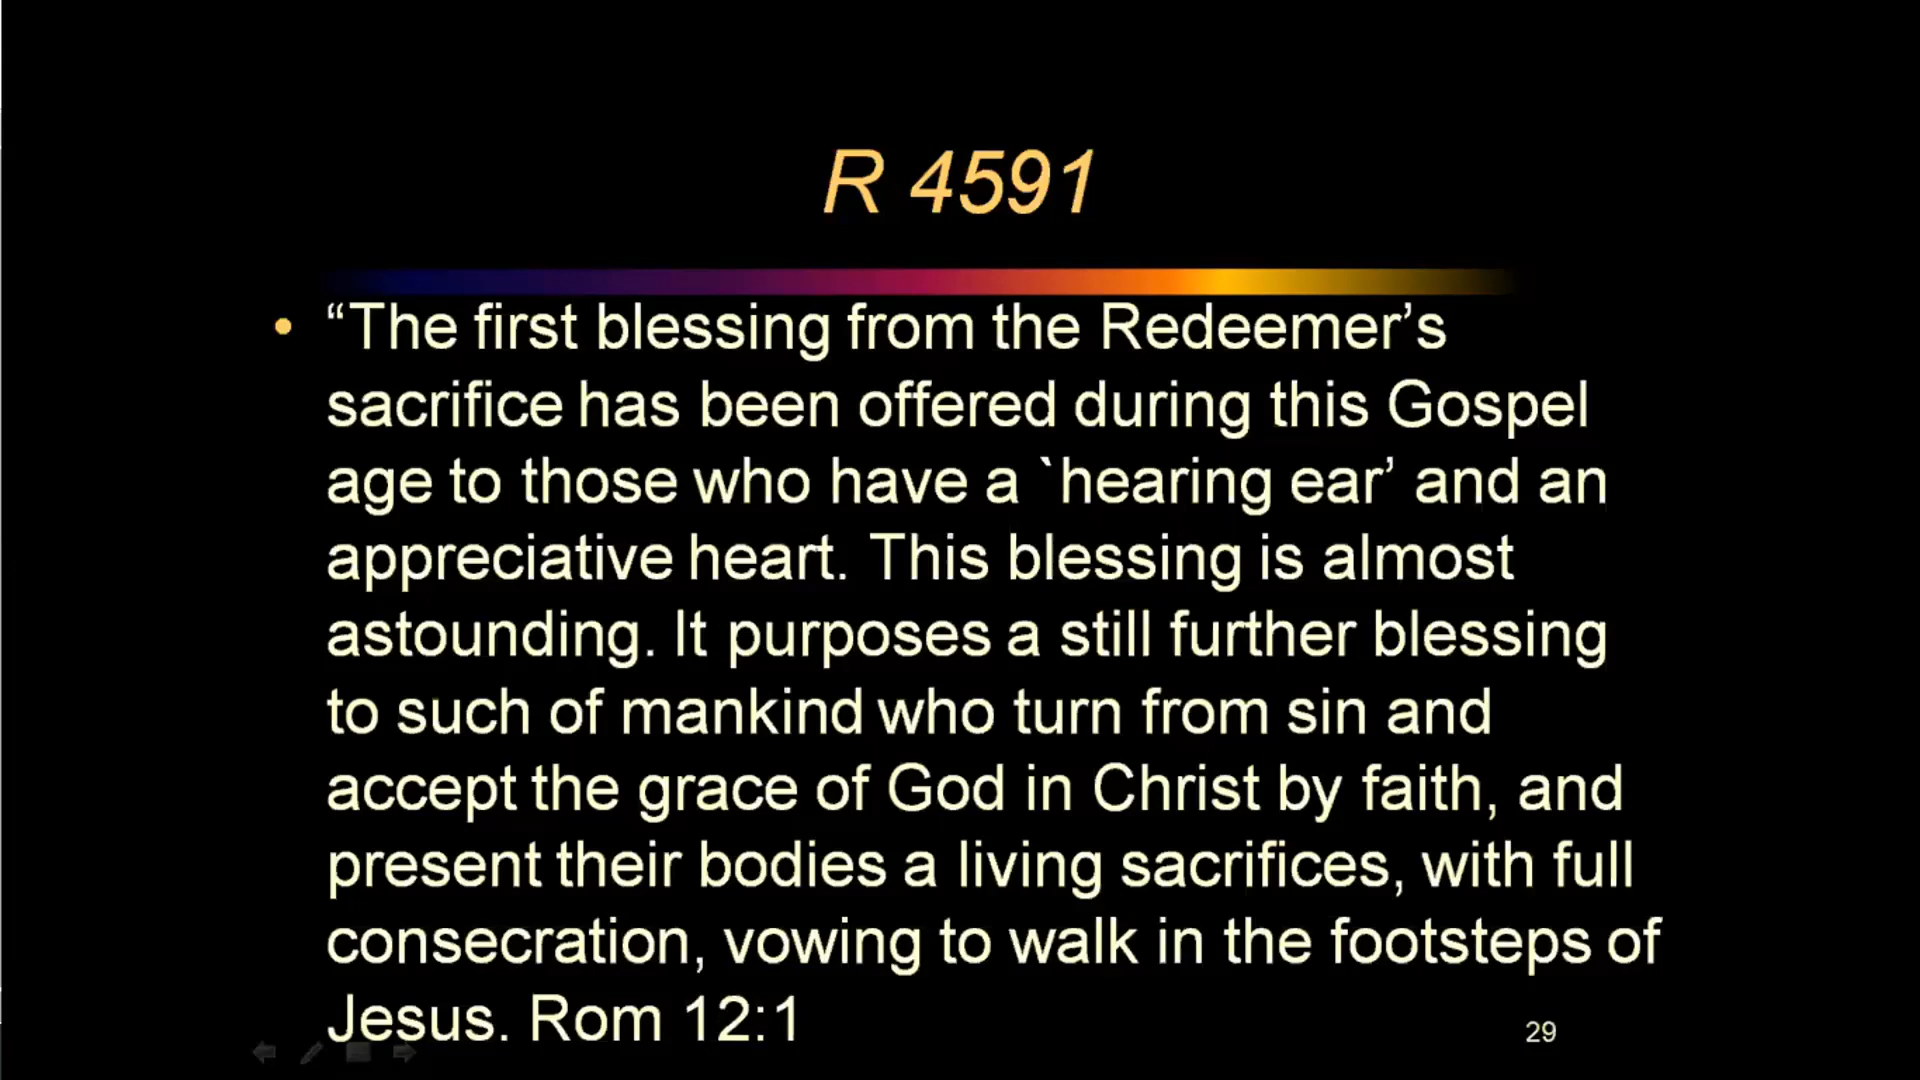 R 4591
• “The first blessing from the Redeemer’s
sacrifice has been offered during this Gospel
age to those who have a `hearing ear’ and an
appreciative heart. This blessing is almost
astounding. It purposes a still further blessing
to such of mankind who turn from sin and
accept the grace of God in Christ by faith, and
present their bodies a living sacrifices, with full
consecration, vowing to walk in the footsteps of
Jesus. Rom 12:1
29